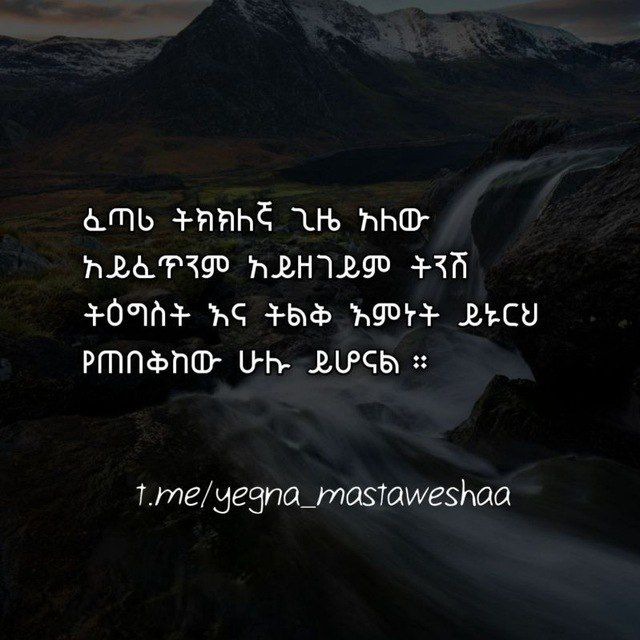 ፈጣሪ ትክክለኛ ጊዜ አለው
አይፈጥንም አይዘገይም ትንሽ
ትዕግስት እና ትልቅ እምነት ይኑርህ
የጠበቅከው ሁሉ ይሆናል ።
t.me/yegna_mastaweshaa